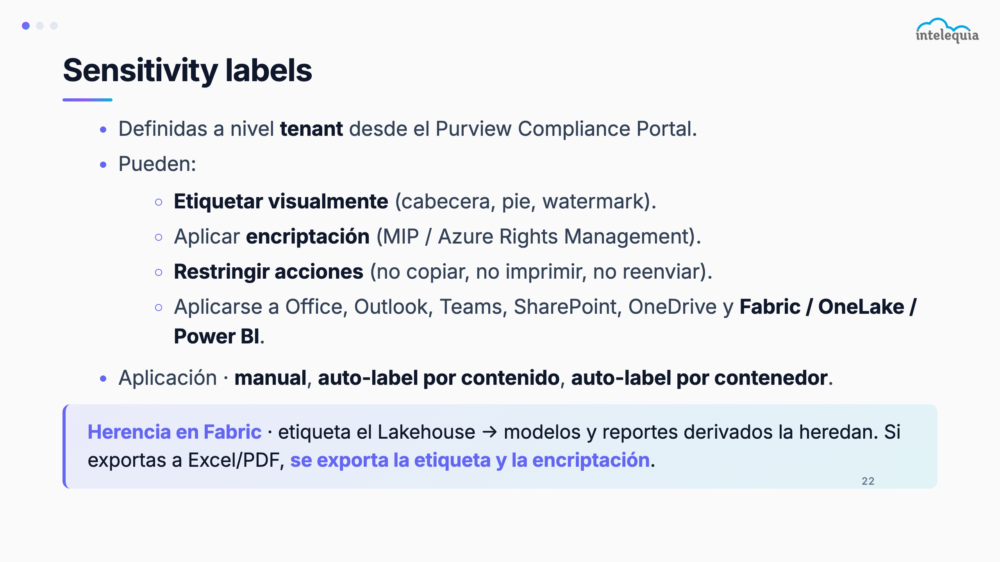 intelequia
Sensitivity labels
• Definidas a nivel tenant desde el Purview Compliance Portal.
• Pueden:
○ Etiquetar visualmente (cabecera, pie, watermark).
○ Aplicar encriptación (MIP / Azure Rights Management).
○ Restringir acciones (no copiar, no imprimir, no reenviar).
○ Aplicarse a Office, Outlook, Teams, SharePoint, OneDrive y Fabric / OneLake /
Power BI.
• Aplicación · manual, auto-label por contenido, auto-label por contenedor.
Herencia en Fabric · etiqueta el Lakehouse → modelos y reportes derivados la heredan. Si
exportas a Excel/PDF, se exporta la etiqueta y la encriptación.
22